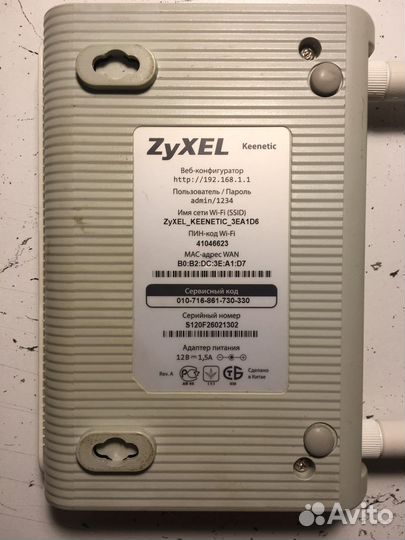 ZyXEL Keenetic
Веб-конфигуратор
http://192.168.1.1
Пользователь / Пароль
admin/1234
Имя сети Wi-Fi (SSID)
ZyXEL_KEENETIC_3EA1D6
ПИН-код Wi-Fi
41046623
MAC-адрес WAN
B0:B2:DC:3E:A1:D7
Сервисный код
010-716-861-730-330
Серийный номер
S120F26021302
Адаптер питания
12В 1,5А
Rev. A
Сделано
в Китае
Avito